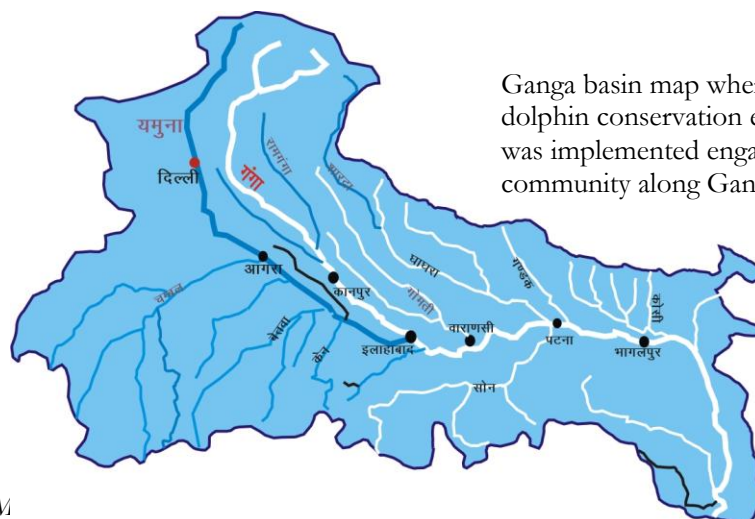 Ganga basin map whe
dolphin conservation e
was implemented enga
community along Gan
यमुना
दिल्ली
गंगा
रामगंगा
शारदा
आगरा
कानपुर
घाघरा
गण्डक
कोसी
चम्बल
बेतवा
केन
गोमती
इलाहाबाद
वाराणसी
पटना
भागलपुर
सोन